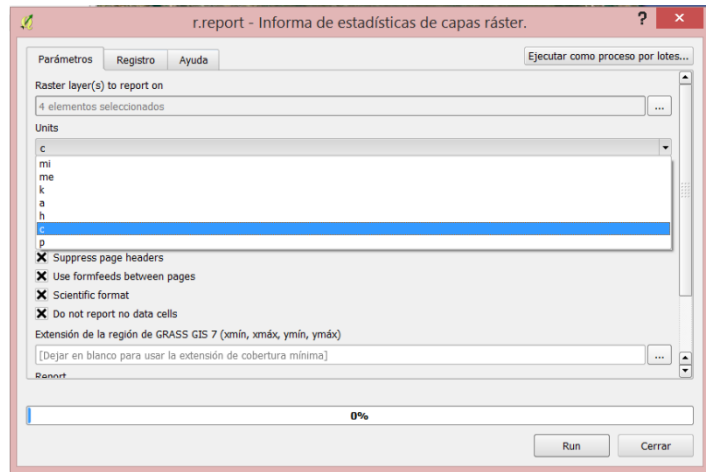 r.report - Informa de estadísticas de capas ráster.
? ×
Parámetros Registro Ayuda Ejecutar como proceso por lotes...
Raster layer(s) to report on
4 elementos seleccionados ...
Units
c
mi
me
k
a
h
c
p
Suppress page headers
Use formfeeds between pages
Scientific format
Do not report no data cells
Extensión de la región de GRASS GIS 7 (xmín, xmáx, ymín, ymáx)
[Dejar en blanco para usar la extensión de cobertura mínima] ...
Report
0%
Run Cerrar